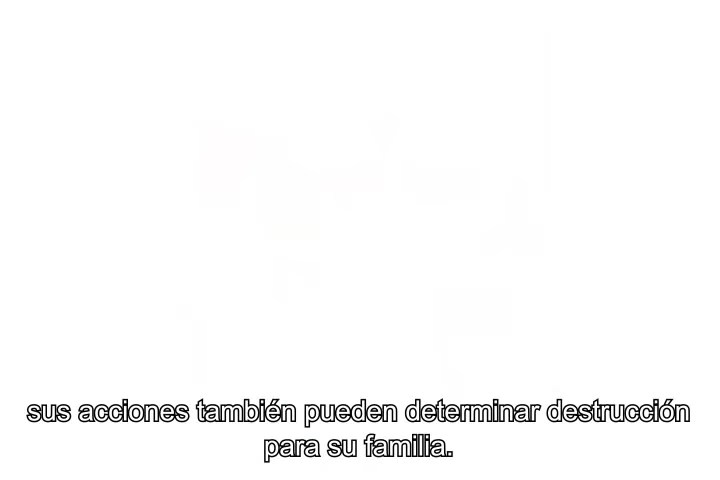 sus acciones también pueden determinar destrucción
para su familia.